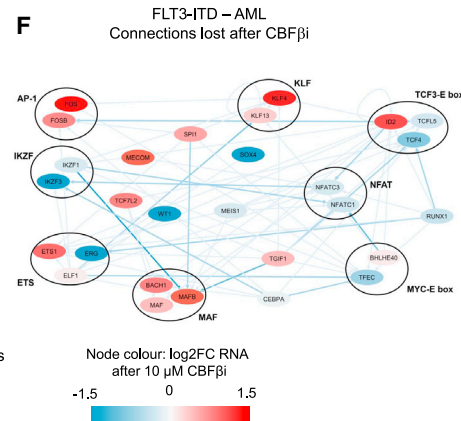 F
FLT3-ITD – AML
Connections lost after CBFβi
KLF
AP-1
TCF3-E box
FOS
KLF4
FOSB
KLF13
ID2
TCFL5
SPI1
TCF4
IKZF
IKZF1
MECOM
SOX4
IKZF3
NFATC3
NFAT
TCF7L2
NFATC1
WT1
MEIS1
RUNX1
ETS1
ERG
TGIF1
BHLHE40
ELF1
TFEC
ETS
BACH1
MAFB
MYC-E box
MAF
CEBPA
MAF
s
Node colour: log2FC RNA
after 10 µM CBFβi
-1.5
0
1.5